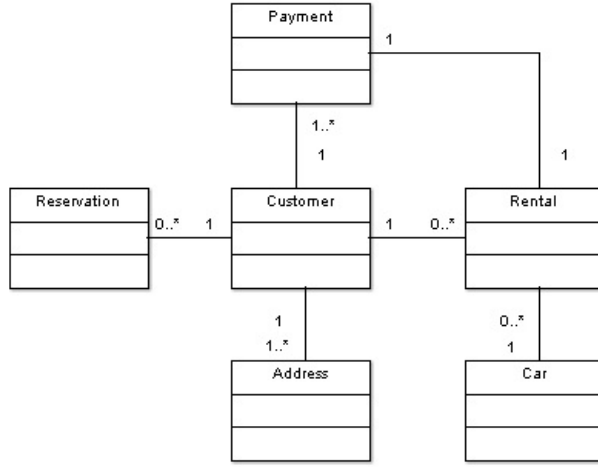 Payment
1
1..*
1
1
Reservation
Customer
Rental
0..*
1
1
0..*
1
1..*
0..*
1
Address
Car